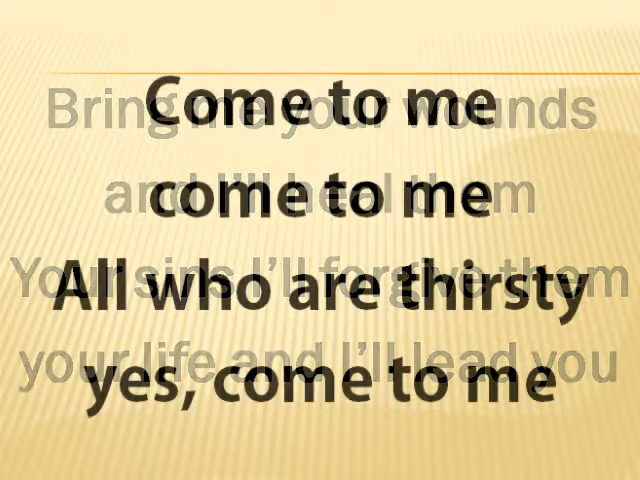 Come to me
Bring me your wounds
come to me
and I'll heal them
All who are thirsty
Your sins I'll forgive them
yes, come to me
your life and I'll lead you